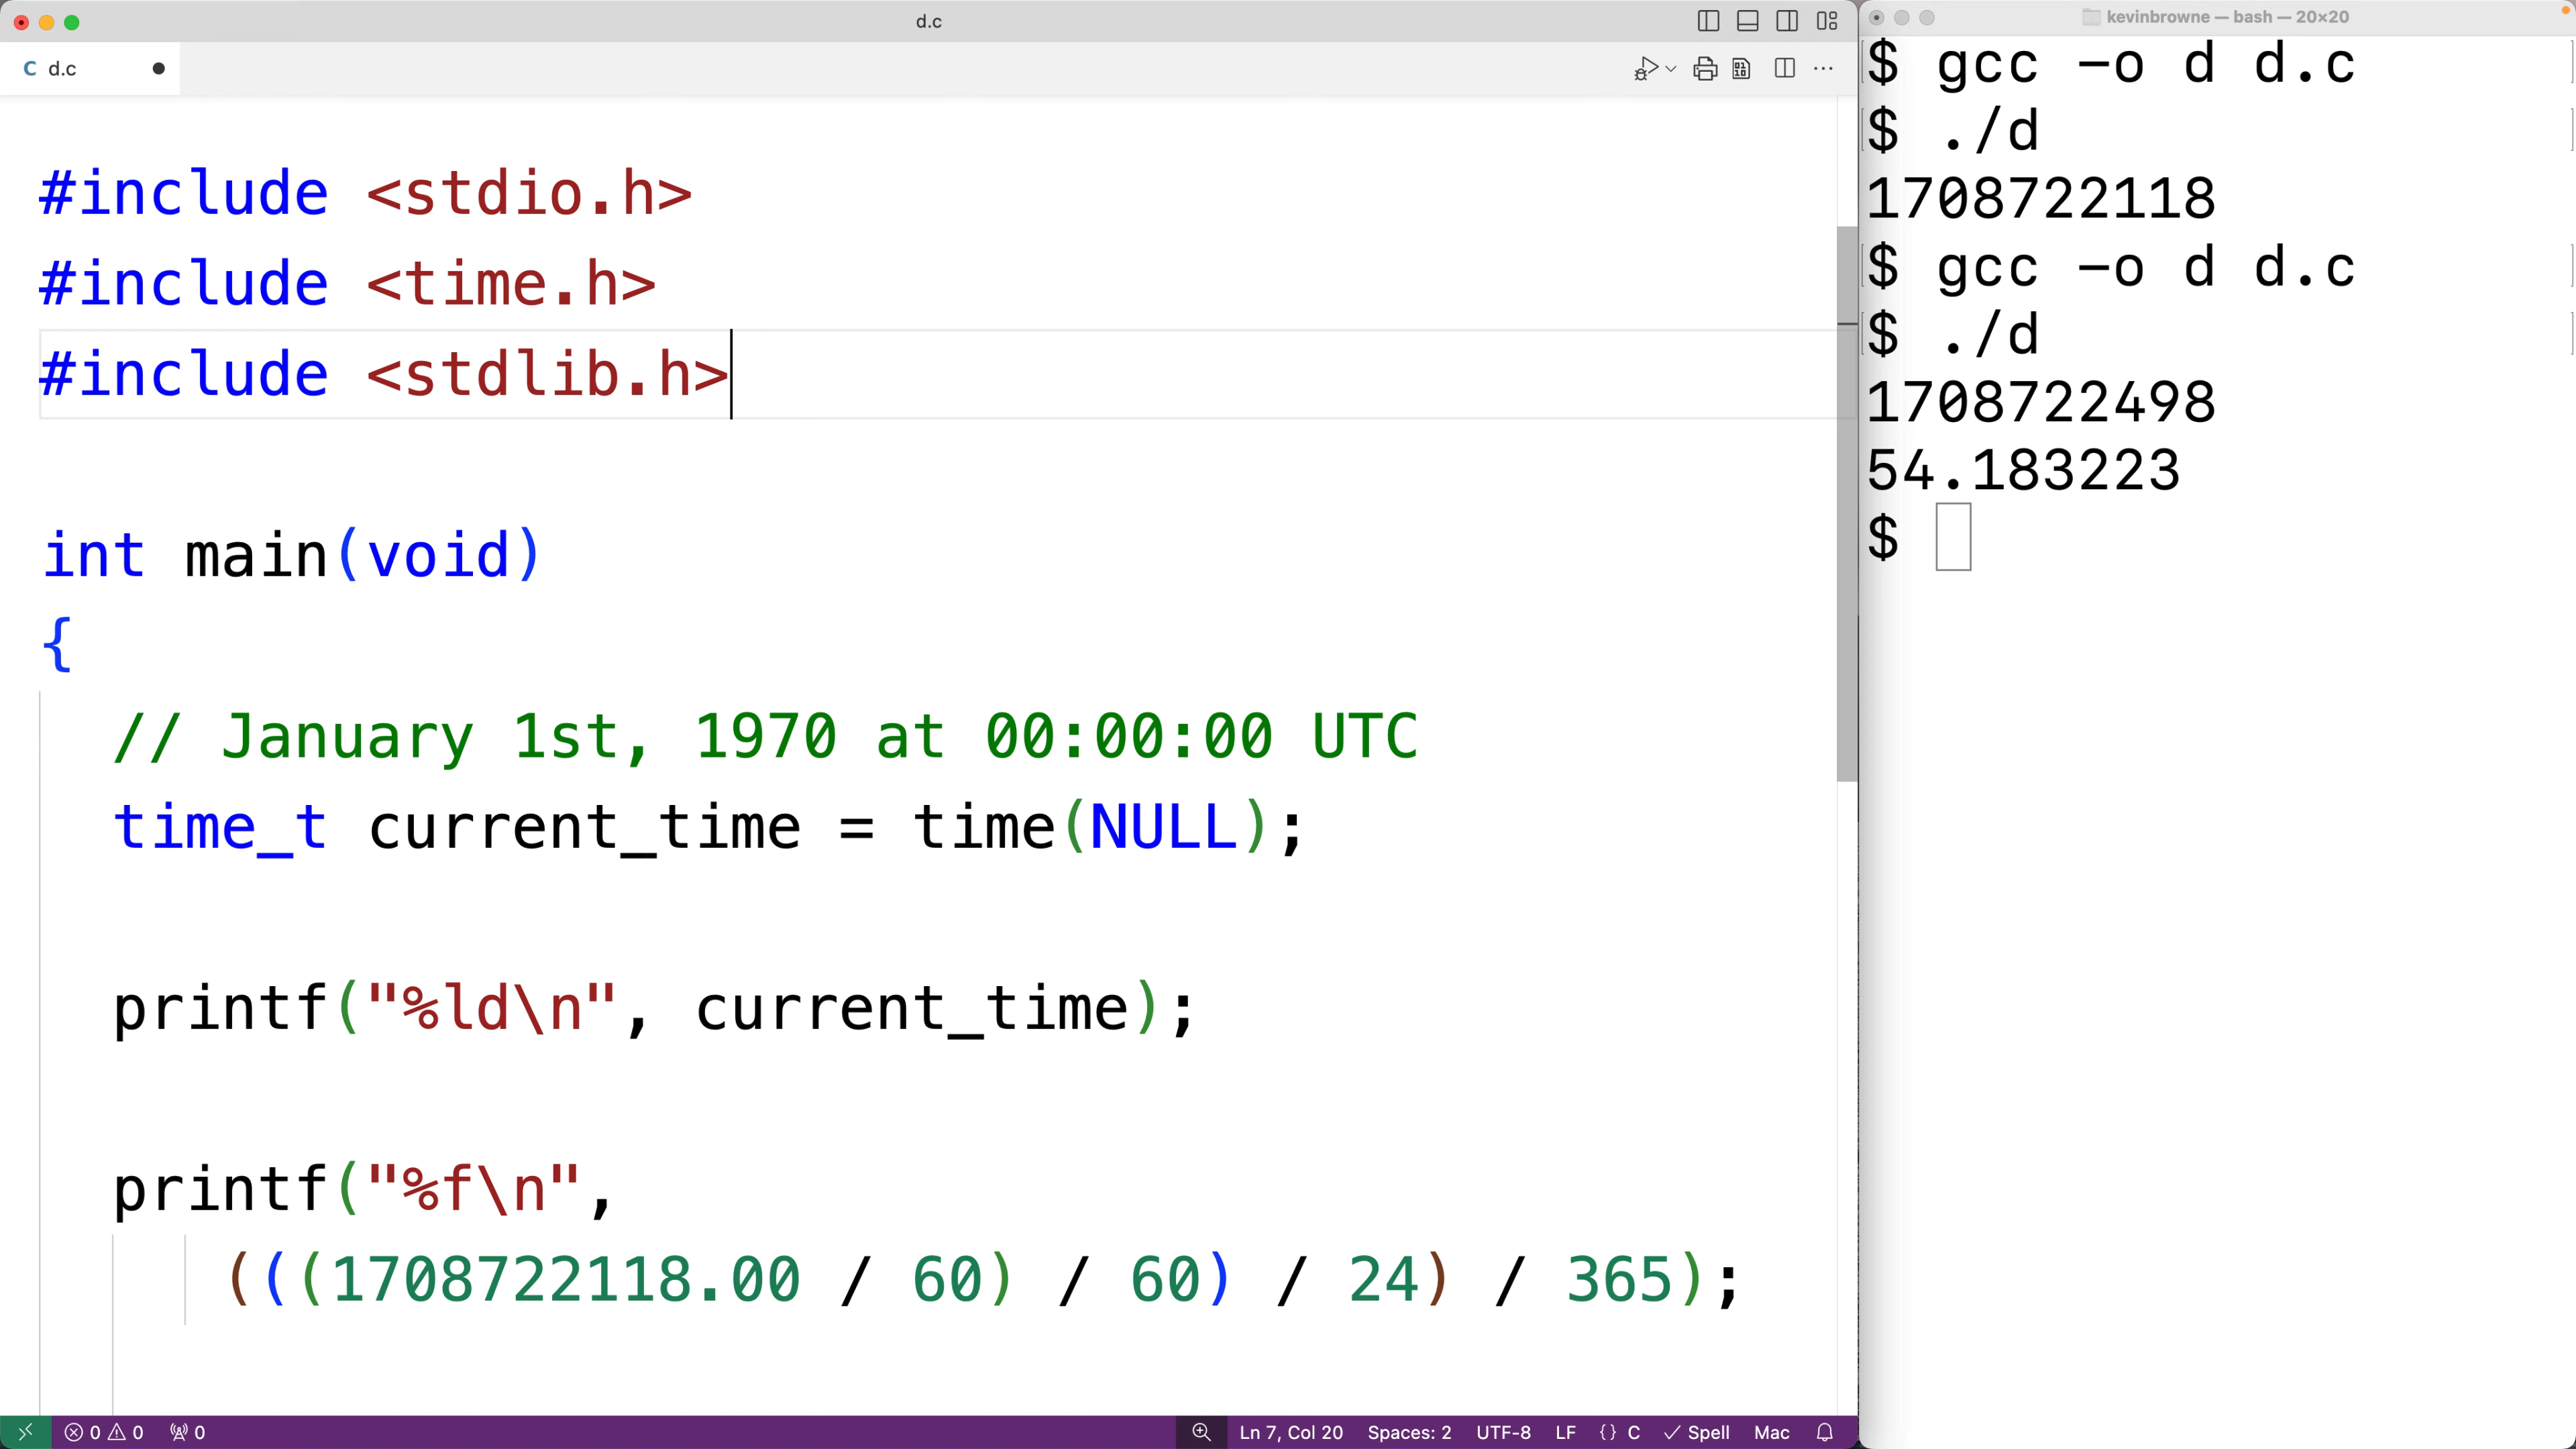 d.c
C d.c
#include <stdio.h>
#include <time.h>
#include <stdlib.h>
int main(void)
{
// January 1st, 1970 at 00:00:00 UTC
time_t current_time = time(NULL);
printf("%ld\n", current_time);
printf("%f\n",
(((1708722118.00 / 60) / 60) / 24) / 365);
0 0 0
Ln 7, Col 20 Spaces: 2 UTF-8 LF {} C Spell Mac
kevinbrowne — bash — 20×20
$ gcc -o d d.c
$ ./d
1708722118
$ gcc -o d d.c
$ ./d
1708722498
54.183223
$